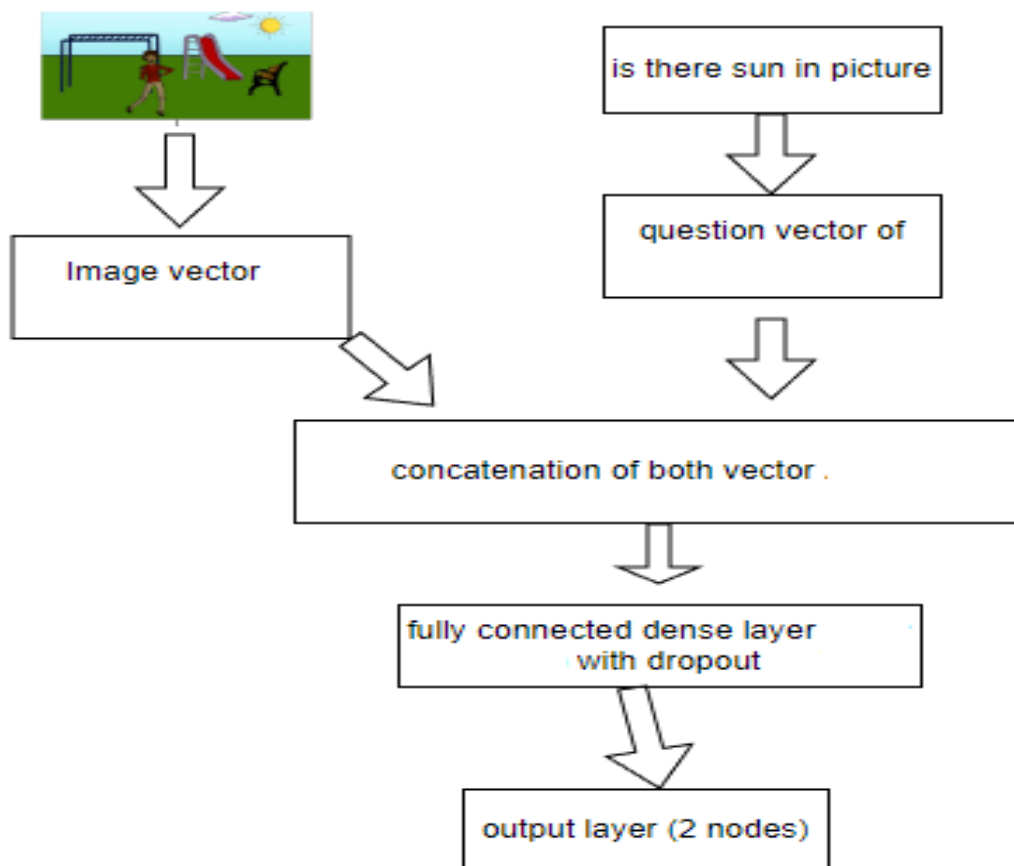 is there sun in picture
Image vector
question vector of
concatenation of both vector .
fully connected dense layer
with dropout
output layer (2 nodes)